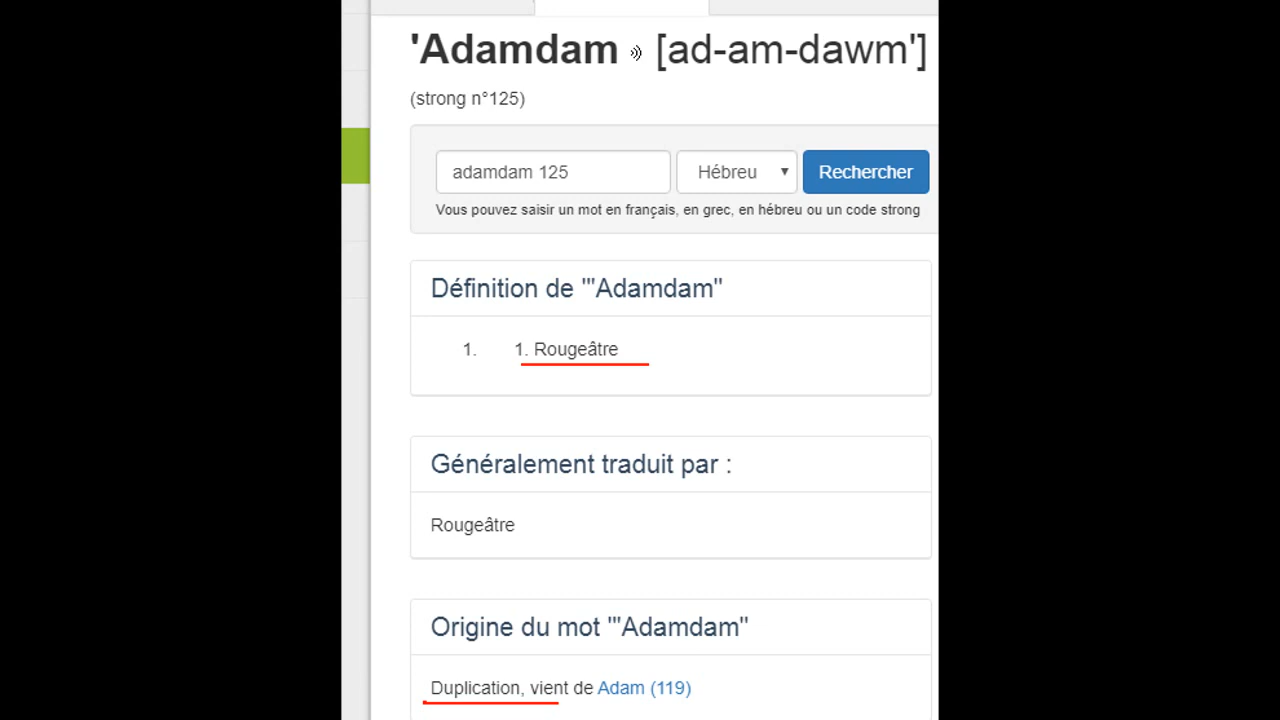 'Adamdam [ad-am-dawm']
(strong n°125)
adamdam 125 Hébreu Rechercher
Vous pouvez saisir un mot en français, en grec, en hébreu ou un code strong
Définition de "'Adamdam"
1. 1. Rougeâtre
Généralement traduit par :
Rougeâtre
Origine du mot "'Adamdam"
Duplication, vient de Adam (119)